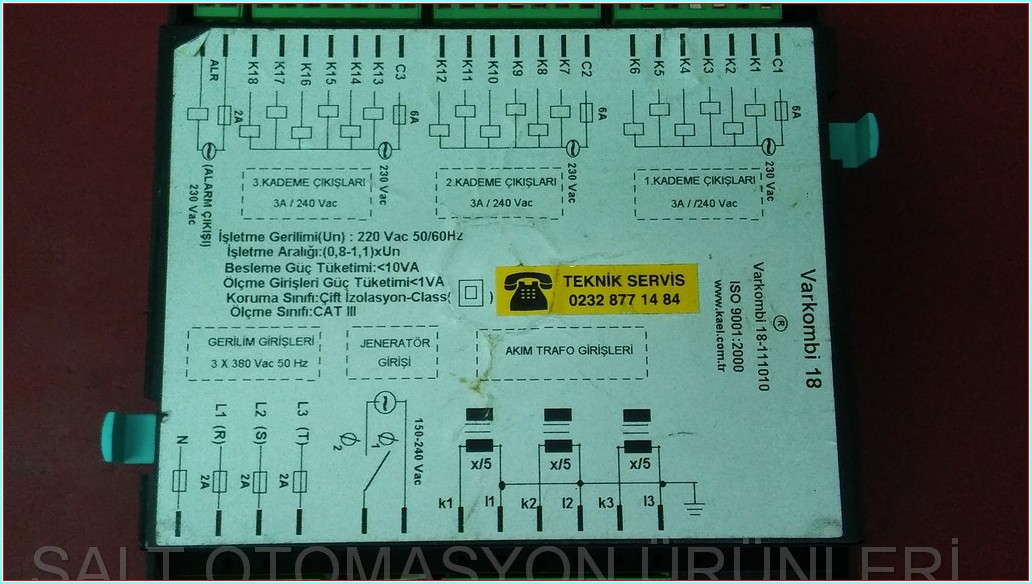 ALR
K18
K17
K16
K15
K14
K13
C3
K12
K11
K10
K9
K8
K7
C2
K6
K5
K4
K3
K2
K1
C1
2A
6A
6A
6A
(ALARM ÇIKIŞI)
230 Vac
230 Vac
230 Vac
230 Vac
3.KADEME ÇIKIŞLARI
3A / 240 Vac
2.KADEME ÇIKIŞLARI
3A / 240 Vac
1.KADEME ÇIKIŞLARI
3A //240 Vac
İşletme Gerilimi(Un) : 220 Vac 50/60Hz
İşletme Aralığı:(0,8-1,1)xUn
Besleme Güç Tüketimi:<10VA
Ölçme Girişleri Güç Tüketimi<1VA
Koruma Sınıfı:Çift İzolasyon-Class( )
Ölçme Sınıfı:CAT III
TEKNİK SERVİS
0232 877 14 84
Varkombi 18
®
Varkombi 18-111010
ISO 9001:2000
www.kael.com.tr
GERİLİM GİRİŞLERİ
3 X 380 Vac 50 Hz
JENERATÖR
GİRİŞİ
AKIM TRAFO GİRİŞLERİ
N
L1 (R)
L2 (S)
L3 (T)
2A
2A
2A
1
2
150-240 Vac
x/5
x/5
x/5
k1
l1
k2
l2
k3
l3
SALT OTOMASYON ÜRÜNLERİ